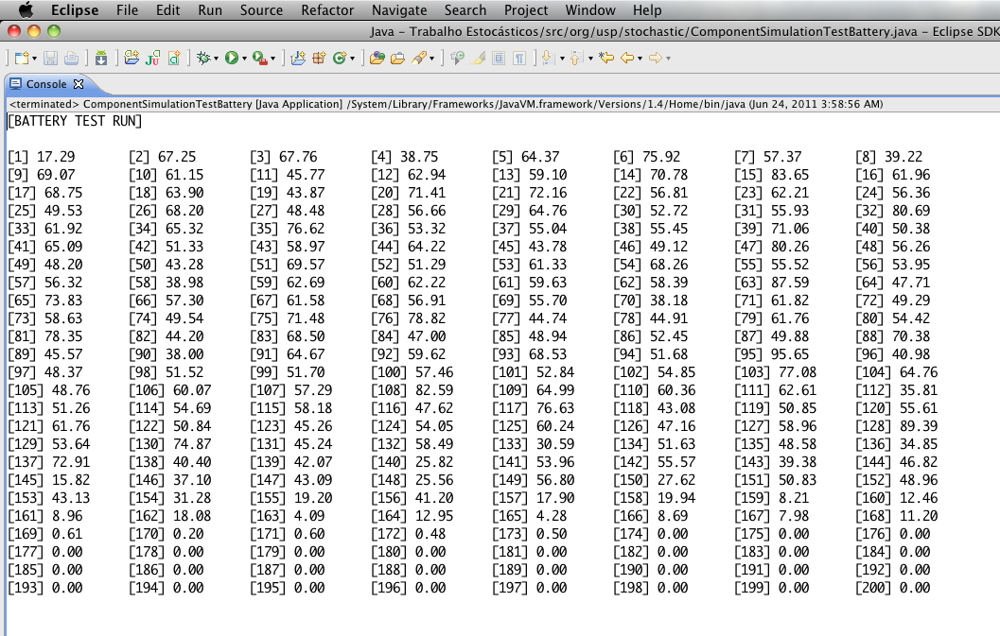 Eclipse File Edit Run Source Refactor Navigate Search Project Window Help
Java – Trabalho Estocásticos/src/org/usp/stochastic/ComponentSimulationTestBattery.java – Eclipse SDK
Console
<terminated> ComponentSimulationTestBattery [Java Application] /System/Library/Frameworks/JavaVM.framework/Versions/1.4/Home/bin/java (Jun 24, 2011 3:58:56 AM)
[BATTERY TEST RUN]
[1] 17.29 [2] 67.25 [3] 67.76 [4] 38.75 [5] 64.37 [6] 75.92 [7] 57.37 [8] 39.22
[9] 69.07 [10] 61.15 [11] 45.77 [12] 62.94 [13] 59.10 [14] 70.78 [15] 83.65 [16] 61.96
[17] 68.75 [18] 63.90 [19] 43.87 [20] 71.41 [21] 72.16 [22] 56.81 [23] 62.21 [24] 56.36
[25] 49.53 [26] 68.20 [27] 48.48 [28] 56.66 [29] 64.76 [30] 52.72 [31] 55.93 [32] 80.69
[33] 61.92 [34] 65.32 [35] 76.62 [36] 53.32 [37] 55.04 [38] 55.45 [39] 71.06 [40] 50.38
[41] 65.09 [42] 51.33 [43] 58.97 [44] 64.22 [45] 43.78 [46] 49.12 [47] 80.26 [48] 56.26
[49] 48.20 [50] 43.28 [51] 69.57 [52] 51.29 [53] 61.33 [54] 68.26 [55] 55.52 [56] 53.95
[57] 56.32 [58] 38.98 [59] 62.69 [60] 62.22 [61] 59.63 [62] 58.39 [63] 87.59 [64] 47.71
[65] 73.83 [66] 57.30 [67] 61.58 [68] 56.91 [69] 55.70 [70] 38.18 [71] 61.82 [72] 49.29
[73] 58.63 [74] 49.54 [75] 71.48 [76] 78.82 [77] 44.74 [78] 44.91 [79] 61.76 [80] 54.42
[81] 78.35 [82] 44.20 [83] 68.50 [84] 47.00 [85] 48.94 [86] 52.45 [87] 49.88 [88] 70.38
[89] 45.57 [90] 38.00 [91] 64.67 [92] 59.62 [93] 68.53 [94] 51.68 [95] 95.65 [96] 40.98
[97] 48.37 [98] 51.52 [99] 51.70 [100] 57.46 [101] 52.84 [102] 54.85 [103] 77.08 [104] 64.76
[105] 48.76 [106] 60.07 [107] 57.29 [108] 82.59 [109] 64.99 [110] 60.36 [111] 62.61 [112] 35.81
[113] 51.26 [114] 54.69 [115] 58.18 [116] 47.62 [117] 76.63 [118] 43.08 [119] 50.85 [120] 55.61
[121] 61.76 [122] 50.84 [123] 45.26 [124] 54.05 [125] 60.24 [126] 47.16 [127] 58.96 [128] 89.39
[129] 53.64 [130] 74.87 [131] 45.24 [132] 58.49 [133] 30.59 [134] 51.63 [135] 48.58 [136] 34.85
[137] 72.91 [138] 40.40 [139] 42.07 [140] 25.82 [141] 53.96 [142] 55.57 [143] 39.38 [144] 46.82
[145] 15.82 [146] 37.10 [147] 43.09 [148] 25.56 [149] 56.80 [150] 27.62 [151] 50.83 [152] 48.96
[153] 43.13 [154] 31.28 [155] 19.20 [156] 41.20 [157] 17.90 [158] 19.94 [159] 8.21 [160] 12.46
[161] 8.96 [162] 18.08 [163] 4.09 [164] 12.95 [165] 4.28 [166] 8.69 [167] 7.98 [168] 11.20
[169] 0.61 [170] 0.20 [171] 0.60 [172] 0.48 [173] 0.50 [174] 0.00 [175] 0.00 [176] 0.00
[177] 0.00 [178] 0.00 [179] 0.00 [180] 0.00 [181] 0.00 [182] 0.00 [183] 0.00 [184] 0.00
[185] 0.00 [186] 0.00 [187] 0.00 [188] 0.00 [189] 0.00 [190] 0.00 [191] 0.00 [192] 0.00
[193] 0.00 [194] 0.00 [195] 0.00 [196] 0.00 [197] 0.00 [198] 0.00 [199] 0.00 [200] 0.00